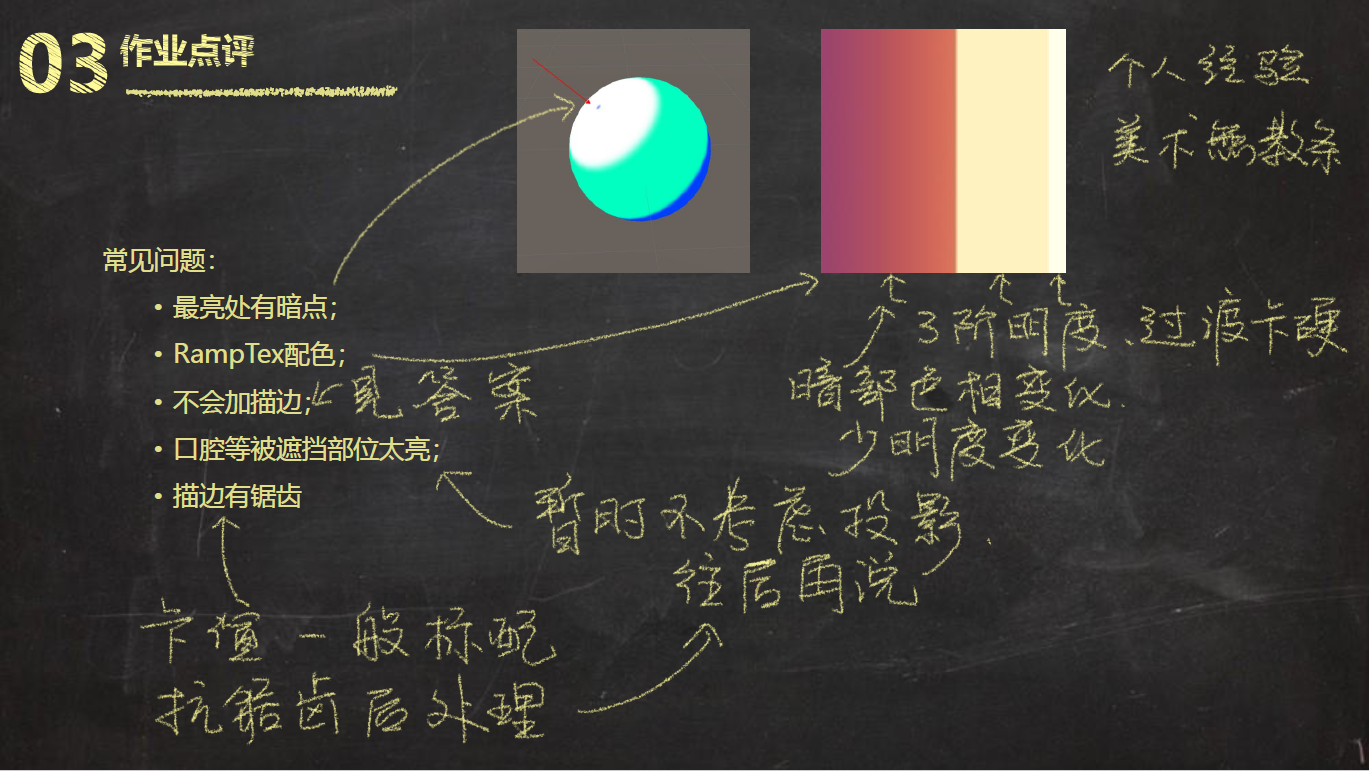 03 作业点评
个人经验
美术无教条
常见问题：
• 最亮处有暗点；
• RampTex配色；
• 不会加描边；
• 口腔等被遮挡部位太亮；
• 描边有锯齿
3阶明度、过渡卡硬
暗部色相变化.
少明度变化
见答案
暂时不考虑投影.
往后再说
卡值一般标配
抗锯齿后处理